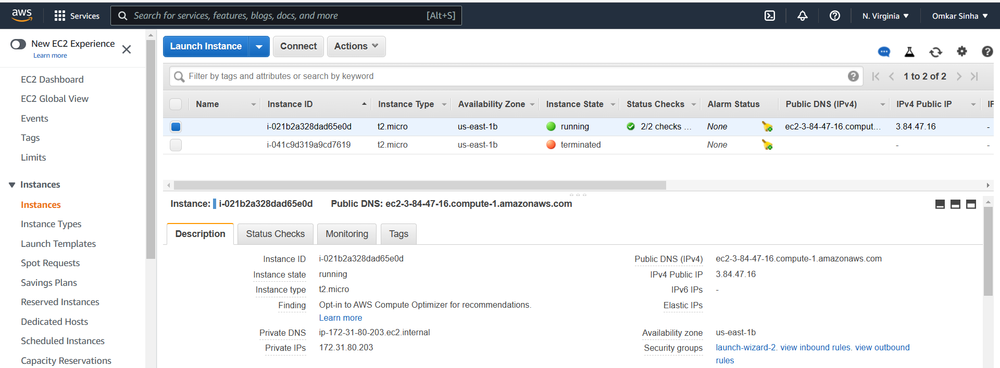 aws
Services
Search for services, features, blogs, docs, and more [Alt+S]
N. Virginia
Omkar Sinha
New EC2 Experience
Learn more
EC2 Dashboard
EC2 Global View
Events
Tags
Limits
Instances
Instances
Instance Types
Launch Templates
Spot Requests
Savings Plans
Reserved Instances
Dedicated Hosts
Scheduled Instances
Capacity Reservations
Launch Instance Connect Actions
Filter by tags and attributes or search by keyword
1 to 2 of 2
Name Instance ID Instance Type Availability Zone Instance State Status Checks Alarm Status Public DNS (IPv4) IPv4 Public IP IP
i-021b2a328dad65e0d t2.micro us-east-1b running 2/2 checks ... None ec2-3-84-47-16.comput... 3.84.47.16 -
i-041c9d319a9cd7619 t2.micro us-east-1b terminated None - -
Instance: i-021b2a328dad65e0d Public DNS: ec2-3-84-47-16.compute-1.amazonaws.com
Description Status Checks Monitoring Tags
Instance ID i-021b2a328dad65e0d
Instance state running
Instance type t2.micro
Finding Opt-in to AWS Compute Optimizer for recommendations.
Learn more
Private DNS ip-172-31-80-203.ec2.internal
Private IPs 172.31.80.203
Public DNS (IPv4) ec2-3-84-47-16.compute-1.amazonaws.com
IPv4 Public IP 3.84.47.16
IPv6 IPs -
Elastic IPs
Availability zone us-east-1b
Security groups launch-wizard-2. view inbound rules. view outbound
rules